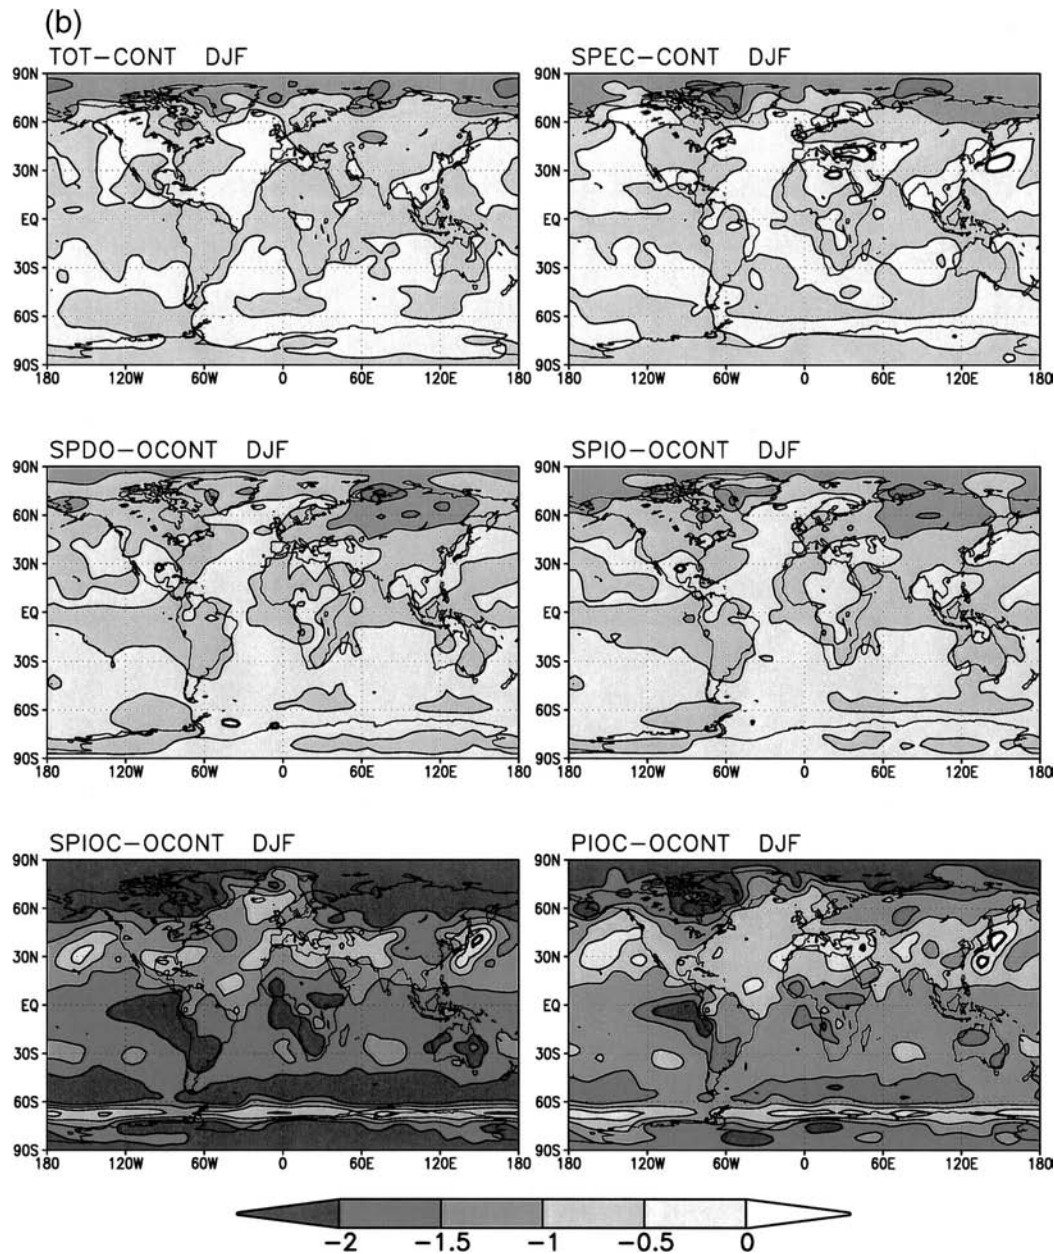 (b)
TOT–CONT DJF
SPEC–CONT DJF
90N
60N
30N
EQ
30S
60S
90S
180 120W 60W 0 60E 120E 180
90N
60N
30N
EQ
30S
60S
90S
180 120W 60W 0 60E 120E 180
SPDO–OCONT DJF
SPIO–OCONT DJF
90N
60N
30N
EQ
30S
60S
90S
180 120W 60W 0 60E 120E 180
90N
60N
30N
EQ
30S
60S
90S
180 120W 60W 0 60E 120E 180
SPIOC–OCONT DJF
PIOC–OCONT DJF
90N
60N
30N
EQ
30S
60S
90S
180 120W 60W 0 60E 120E 180
90N
60N
30N
EQ
30S
60S
90S
180 120W 60W 0 60E 120E 180
−2 −1.5 −1 −0.5 0